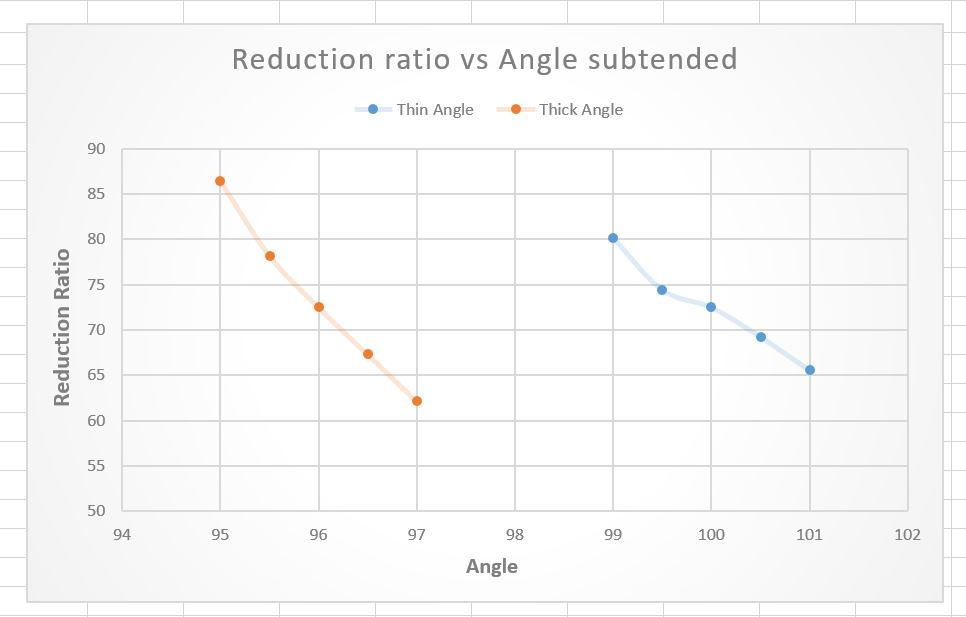 Reduction ratio vs Angle subtended
Thin Angle Thick Angle
90
85
80
75
70
65
60
55
50
Reduction Ratio
94 95 96 97 98 99 100 101 102
Angle